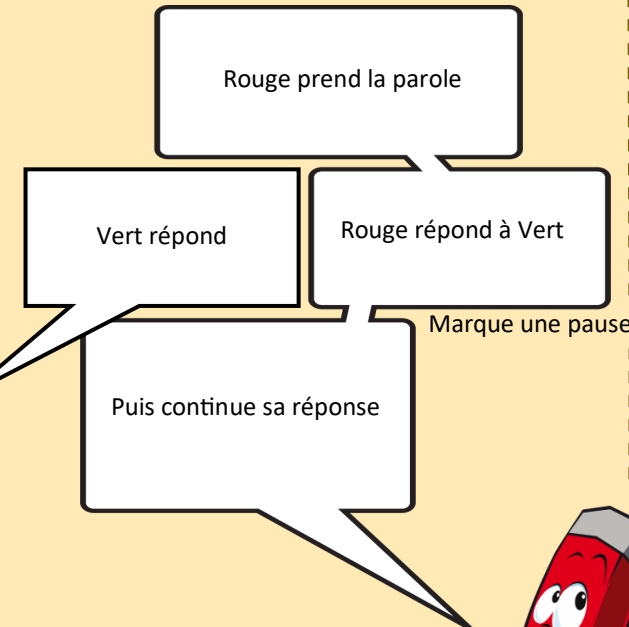 Rouge prend la parole
Vert répond
Rouge répond à Vert
Marque une pause
Puis continue sa réponse